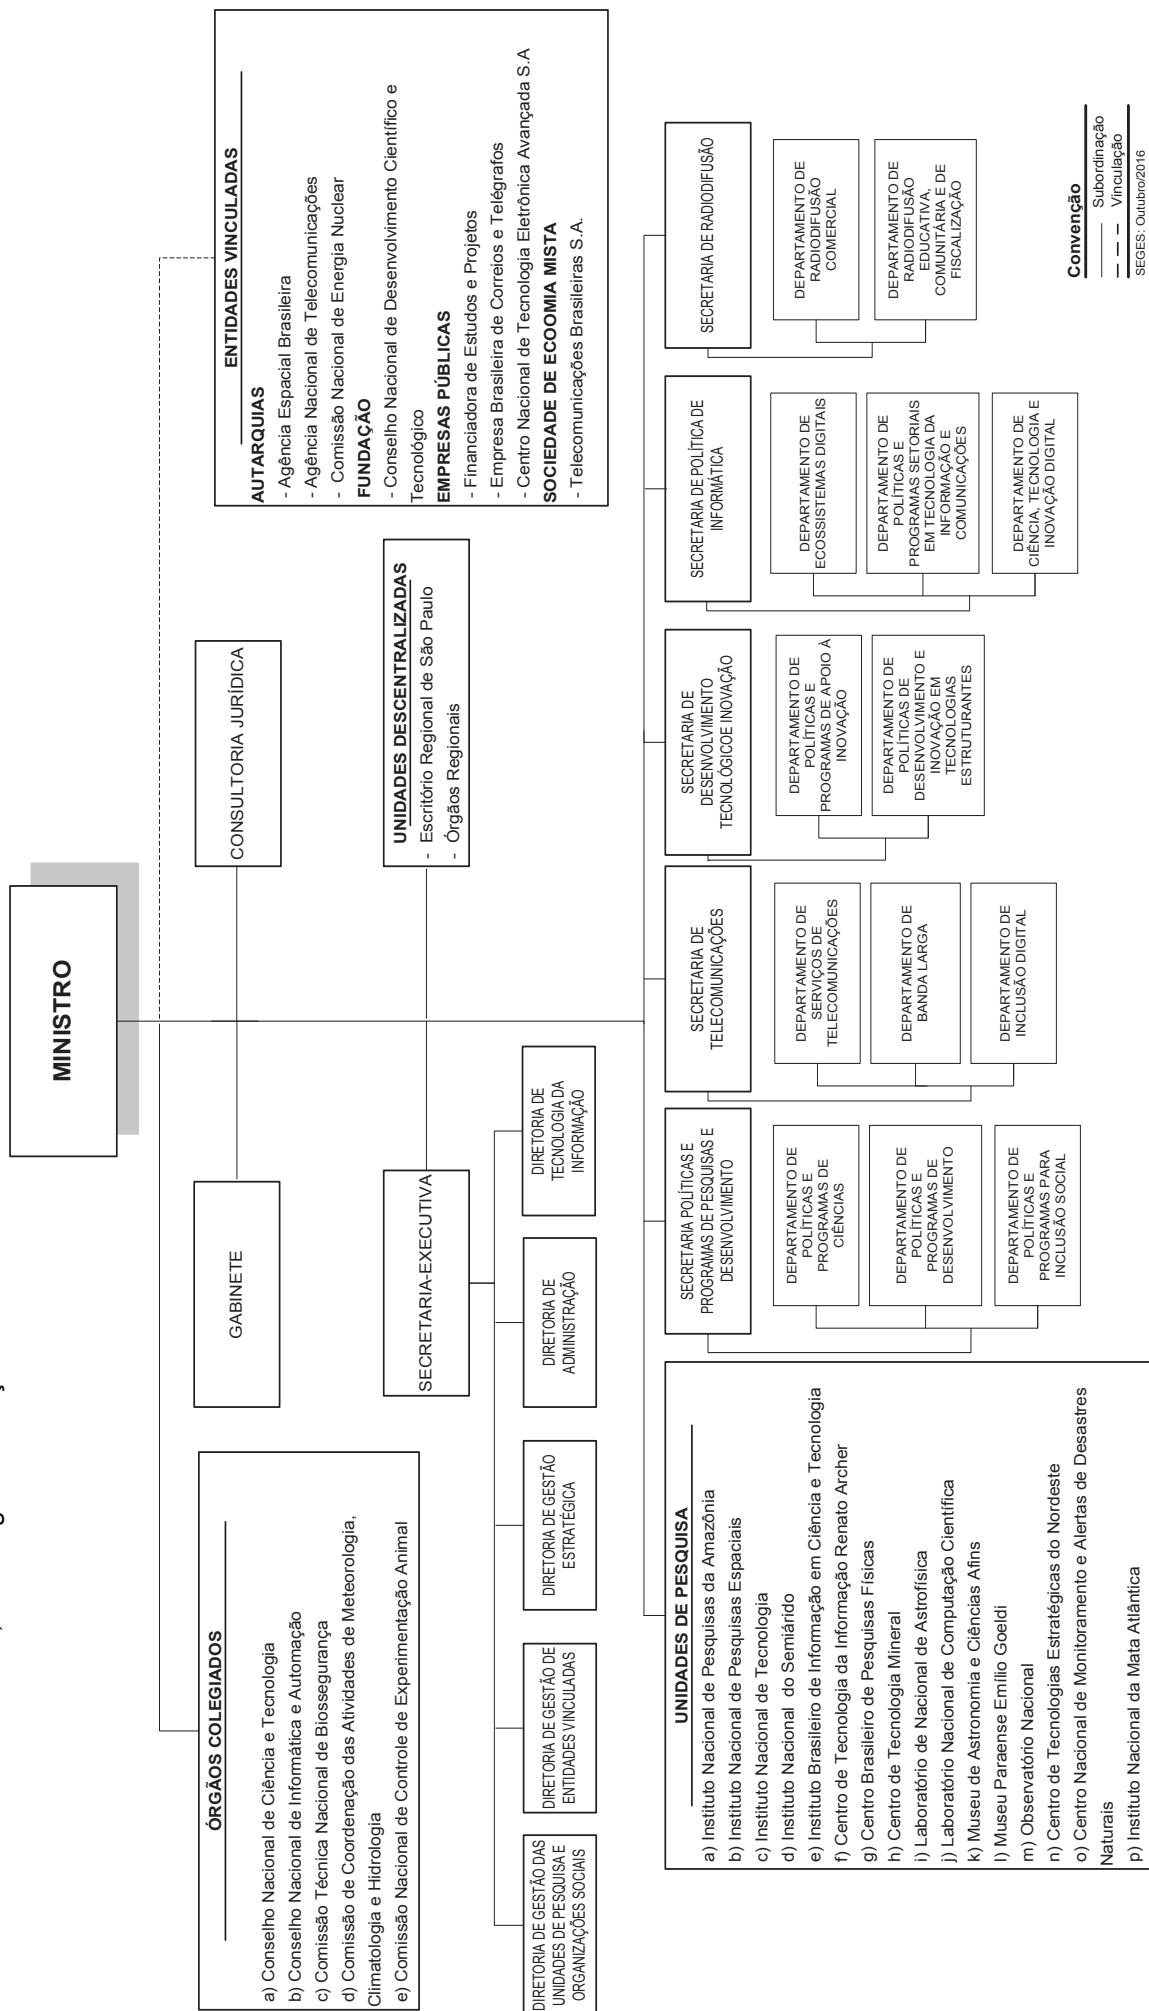 MINISTRO
ÓRGÃOS COLEGIADOS
a) Conselho Nacional de Ciência e Tecnologia
b) Conselho Nacional de Informática e Automação
c) Comissão Técnica Nacional de Biossegurança
d) Comissão de Coordenação das Atividades de Meteorologia,
Climatologia e Hidrologia
e) Comissão Nacional de Controle de Experimentação Animal
GABINETE
CONSULTORIA JURÍDICA
ENTIDADES VINCULADAS
AUTARQUIAS
- Agência Espacial Brasileira
- Agência Nacional de Telecomunicações
- Comissão Nacional de Energia Nuclear
FUNDAÇÃO
- Conselho Nacional de Desenvolvimento Científico e
Tecnológico
EMPRESAS PÚBLICAS
- Financiadora de Estudos e Projetos
- Empresa Brasileira de Correios e Telégrafos
- Centro Nacional de Tecnologia Eletrônica Avançada S.A
SOCIEDADE DE ECOOMIA MISTA
- Telecomunicações Brasileiras S.A.
SECRETARIA-EXECUTIVA
UNIDADES DESCENTRALIZADAS
- Escritório Regional de São Paulo
- Órgãos Regionais
DIRETORIA DE GESTÃO DAS
UNIDADES DE PESQUISA E
ORGANIZAÇÕES SOCIAIS
DIRETORIA DE GESTÃO DE
ENTIDADES VINCULADAS
DIRETORIA DE GESTÃO
ESTRATÉGICA
DIRETORIA DE
ADMINISTRAÇÃO
DIRETORIA DE
TECNOLOGIA DA
INFORMAÇÃO
UNIDADES DE PESQUISA
a) Instituto Nacional de Pesquisas da Amazônia
b) Instituto Nacional de Pesquisas Espaciais
c) Instituto Nacional de Tecnologia
d) Instituto Nacional do Semiárido
e) Instituto Brasileiro de Informação em Ciência e Tecnologia
f) Centro de Tecnologia da Informação Renato Archer
g) Centro Brasileiro de Pesquisas Físicas
h) Centro de Tecnologia Mineral
i) Laboratório de Nacional de Astrofísica
j) Laboratório Nacional de Computação Científica
k) Museu de Astronomia e Ciências Afins
l) Museu Paraense Emílio Goeldi
m) Observatório Nacional
n) Centro de Tecnologias Estratégicas do Nordeste
o) Centro Nacional de Monitoramento e Alertas de Desastres
Naturais
p) Instituto Nacional da Mata Atlântica
SECRETARIA POLÍTICAS E
PROGRAMAS DE PESQUISAS E
DESENVOLVIMENTO
DEPARTAMENTO DE
POLÍTICAS E
PROGRAMAS DE
CIÊNCIAS
DEPARTAMENTO DE
POLÍTICAS E
PROGRAMAS DE
DESENVOLVIMENTO
DEPARTAMENTO DE
POLÍTICAS E
PROGRAMAS PARA
INCLUSÃO SOCIAL
SECRETARIA DE
TELECOMUNICAÇÕES
DEPARTAMENTO DE
SERVIÇOS DE
TELECOMUNICAÇÕES
DEPARTAMENTO DE
BANDA LARGA
DEPARTAMENTO DE
INCLUSÃO DIGITAL
SECRETARIA DE
DESENVOLVIMENTO
TECNOLÓGICOE INOVAÇÃO
DEPARTAMENTO DE
POLÍTICAS E
PROGRAMAS DE APOIO À
INOVAÇÃO
DEPARTAMENTO DE
POLÍTICAS DE
DESENVOLVIMENTO E
INOVAÇÃO EM
TECNOLOGIAS
ESTRUTURANTES
SECRETARIA DE POLÍTICA DE
INFORMÁTICA
DEPARTAMENTO DE
ECOSSISTEMAS DIGITAIS
DEPARTAMENTO DE
POLÍTICAS E
PROGRAMAS SETORIAIS
EM TECNOLOGIA DA
INFORMAÇÃO E
COMUNICAÇÕES
DEPARTAMENTO DE
CIÊNCIA, TECNOLOGIA E
INOVAÇÃO DIGITAL
SECRETARIA DE RADIODIFUSÃO
DEPARTAMENTO DE
RADIODIFUSÃO
COMERCIAL
DEPARTAMENTO DE
RADIODIFUSÃO
EDUCATIVA,
COMUNITÁRIA E DE
FISCALIZAÇÃO
Convenção
Subordinação
Vinculação
SEGES: Outubro/2016